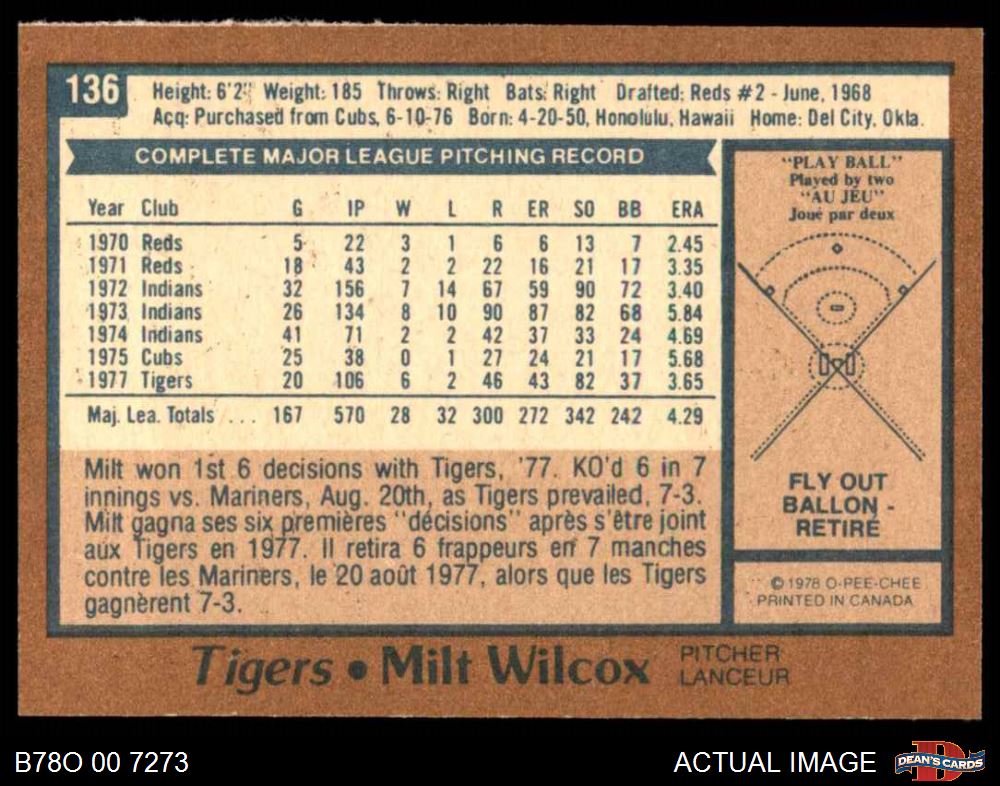 136
Height: 6'2" Weight: 185 Throws: Right Bats: Right Drafted: Reds #2 - June, 1968
Acq: Purchased from Cubs, 6-10-76 Born: 4-20-50, Honolulu, Hawaii Home: Del City, Okla.
COMPLETE MAJOR LEAGUE PITCHING RECORD
Year Club G IP W L R ER SO BB ERA
1970 Reds 5 22 3 1 6 6 13 7 2.45
1971 Reds 18 43 2 2 22 16 21 17 3.35
1972 Indians 32 156 7 14 67 59 90 72 3.40
1973 Indians 26 134 8 10 90 87 82 68 5.84
1974 Indians 41 71 2 2 42 37 33 24 4.69
1975 Cubs 25 38 0 1 27 24 21 17 5.68
1977 Tigers 20 106 6 2 46 43 82 37 3.65
Maj. Lea. Totals ... 167 570 28 32 300 272 342 242 4.29
Milt won 1st 6 decisions with Tigers, '77. KO'd 6 in 7
innings vs. Mariners, Aug. 20th, as Tigers prevailed, 7-3.
Milt gagna ses six premières "décisions" après s'être joint
aux Tigers en 1977. Il retira 6 frappeurs en 7 manches
contre les Mariners, le 20 août 1977, alors que les Tigers
gagnèrent 7-3.
"PLAY BALL"
Played by two
"AU JEU"
Joué par deux
FLY OUT
BALLON -
RETIRÉ
© 1978 O-PEE-CHEE
PRINTED IN CANADA
Tigers • Milt Wilcox PITCHER
LANCEUR
B78O 00 7273
ACTUAL IMAGE
D
DEAN'S CARDS